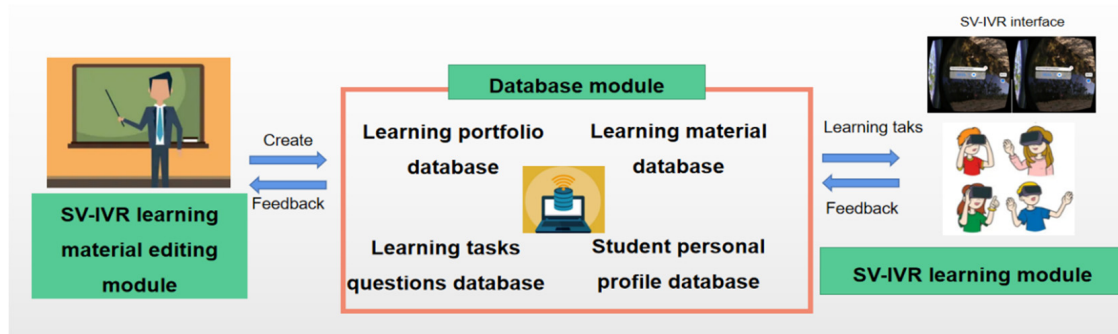 SV-IVR interface
Database module
Learning portfolio
database
Learning material
database
Learning tasks
questions database
Student personal
profile database
Create
Feedback
Learning taks
Feedback
SV-IVR learning
material editing
module
SV-IVR learning module